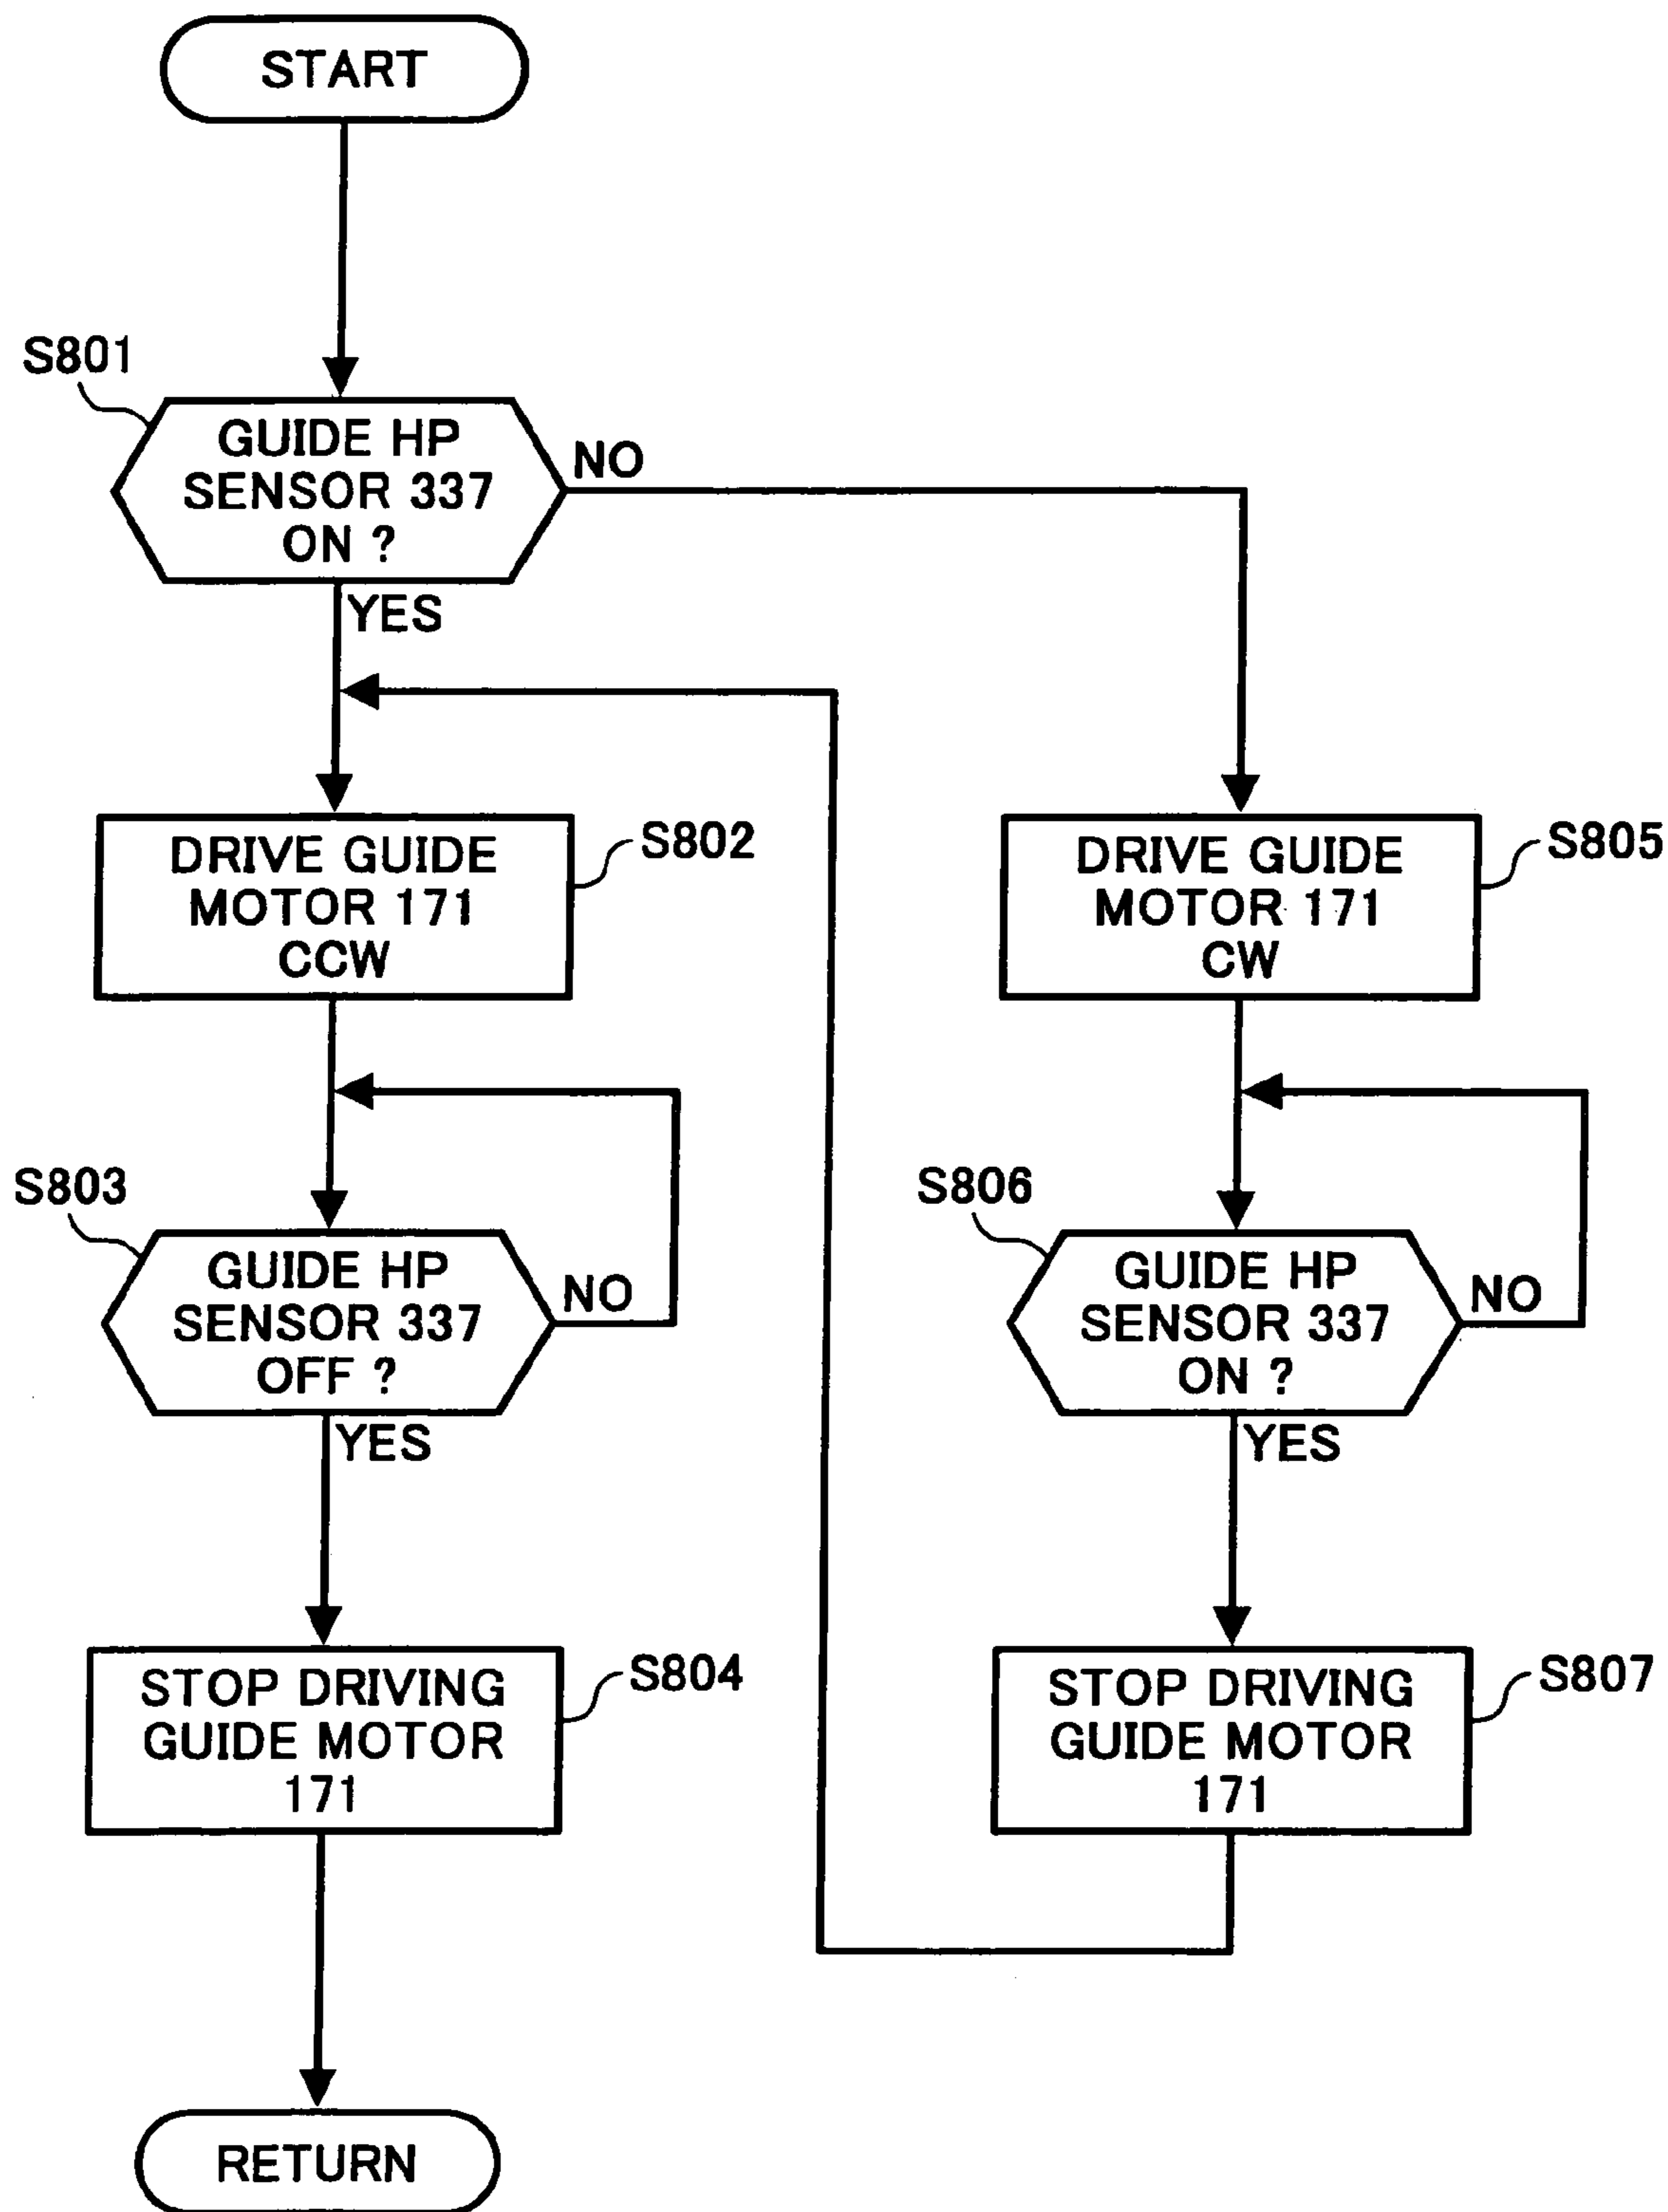 START
S801
GUIDE HP
SENSOR 337
ON ?
NO
YES
DRIVE GUIDE
MOTOR 171
CCW
S802
DRIVE GUIDE
MOTOR 171
CW
S805
S803
GUIDE HP
SENSOR 337
OFF ?
NO
YES
S806
GUIDE HP
SENSOR 337
ON ?
NO
YES
STOP DRIVING
GUIDE MOTOR
171
S804
STOP DRIVING
GUIDE MOTOR
171
S807
RETURN